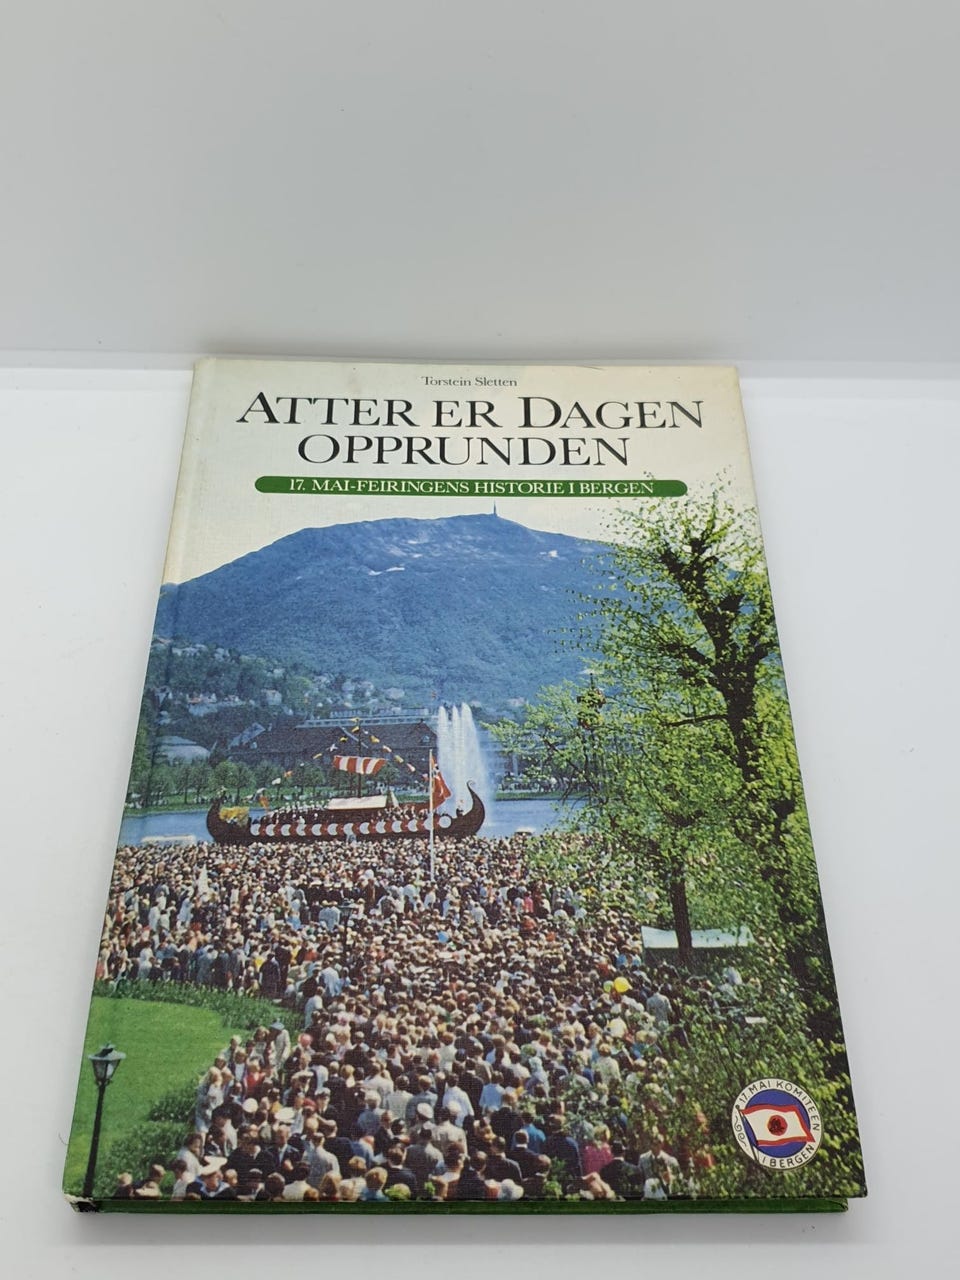 Torstein Sletten
ATTER ER DAGEN
OPPRUNDEN
17. MAI-FEIRINGENS HISTORIE I BERGEN
17. MAI KOMITEEN
I BERGEN